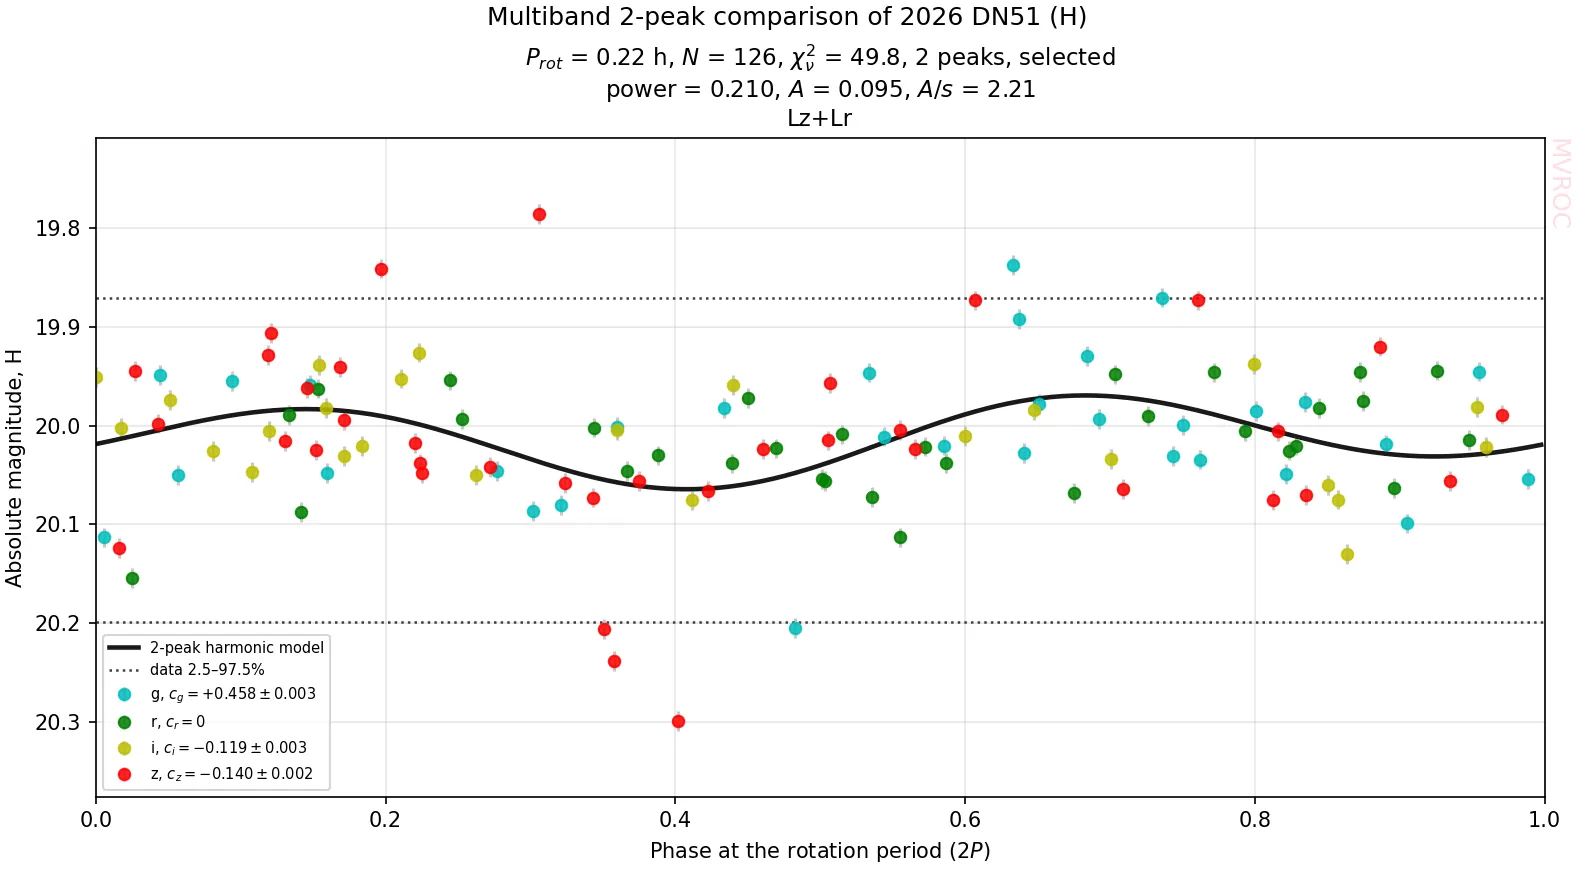 Multiband 2-peak comparison of 2026 DN51 (H)
P_rot = 0.22 h, N = 126, χ²_ν = 49.8, 2 peaks, selected
power = 0.210, A = 0.095, A/s = 2.21
Lz+Lr
MVROC
Absolute magnitude, H
19.8
19.9
20.0
20.1
20.2
20.3
2-peak harmonic model
data 2.5–97.5%
g, c_g = +0.458 ± 0.003
r, c_r = 0
i, c_i = −0.119 ± 0.003
z, c_z = −0.140 ± 0.002
0.0 0.2 0.4 0.6 0.8 1.0
Phase at the rotation period (2P)